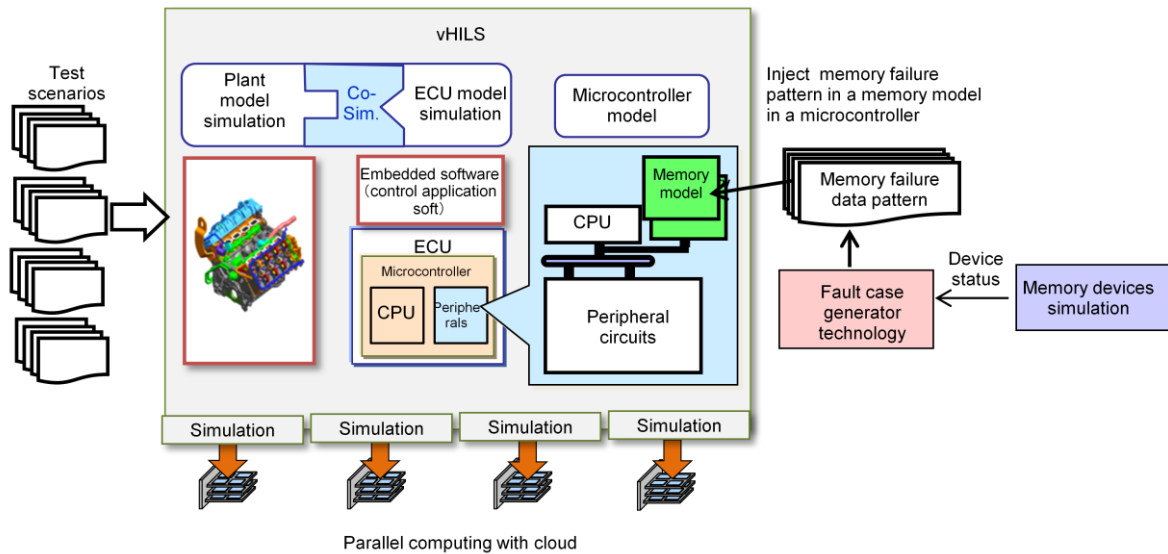 vHILS
Test
scenarios
Plant
model
simulation
Co-
Sim.
ECU model
simulation
Microcontroller
model
Inject memory failure
pattern in a memory model
in a microcontroller
Embedded software
(control application
soft)
Memory
model
Memory failure
data pattern
CPU
ECU
Microcontroller
CPU
Periphe
rals
Peripheral
circuits
Device
status
Fault case
generator
technology
Memory devices
simulation
Simulation
Simulation
Simulation
Simulation
Parallel computing with cloud